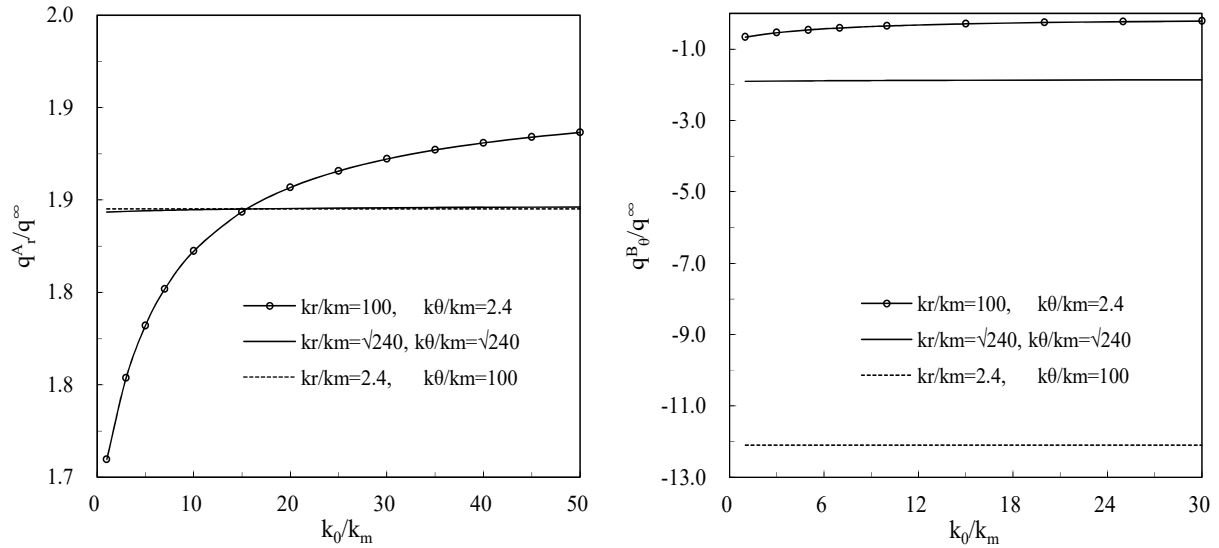 2.0
1.9
1.9
1.8
1.8
1.7
0 10 20 30 40 50
k0/km
qAr/q∞
kr/km=100, kθ/km=2.4
kr/km=√240, kθ/km=√240
kr/km=2.4, kθ/km=100
-1.0
-3.0
-5.0
-7.0
-9.0
-11.0
-13.0
0 6 12 18 24 30
k0/km
qBθ/q∞
kr/km=100, kθ/km=2.4
kr/km=√240, kθ/km=√240
kr/km=2.4, kθ/km=100